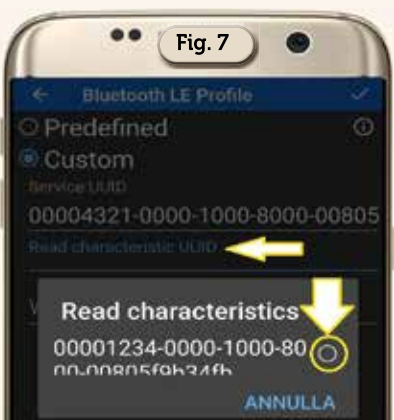 Fig. 7
Bluetooth LE Profile
Predefined
Custom
Service UUID
00004321-0000-1000-8000-00805
Read characteristic UUID
W
Read characteristics
00001234-0000-1000-80
00-00805f9b34fb
ANNULLA